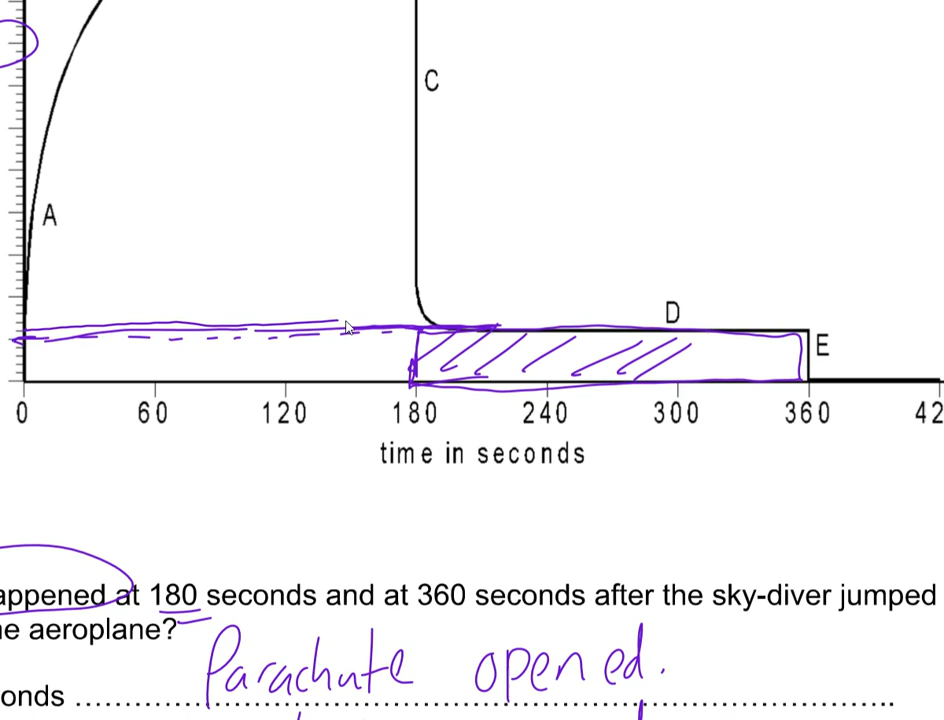 C
A
D
E
0 60 120 180 240 300 360 42
time in seconds
appened at 180 seconds and at 360 seconds after the sky-diver jumped
e aeroplane?
Parachute opened.
onds ........................................................................